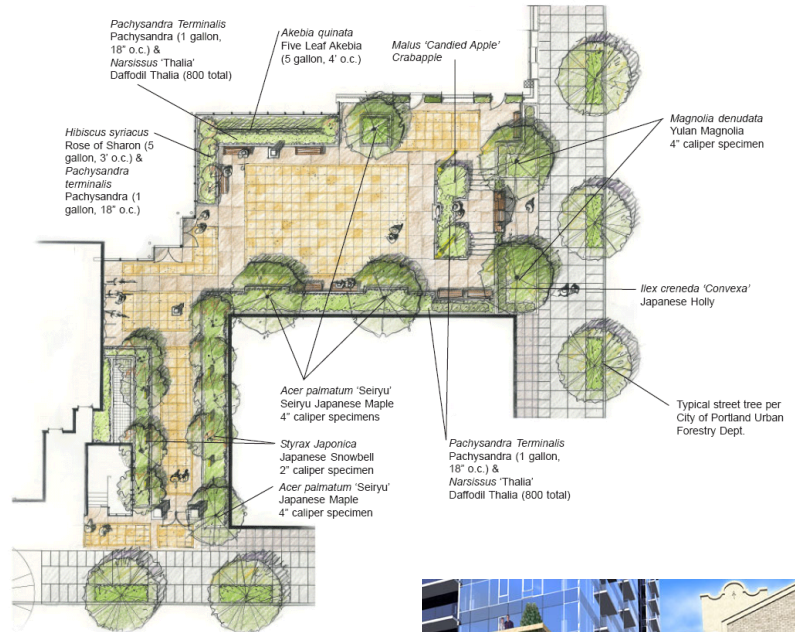 Pachysandra Terminalis
Pachysandra (1 gallon,
18" o.c.) &
Narsissus 'Thalia'
Daffodil Thalia (800 total)
Akebia quinata
Five Leaf Akebia
(5 gallon, 4' o.c.)
Malus 'Candied Apple'
Crabapple
Magnolia denudata
Yulan Magnolia
4" caliper specimen
Hibiscus syriacus
Rose of Sharon (5
gallon, 3' o.c.) &
Pachysandra
terminalis
Pachysandra (1
gallon, 18" o.c.)
Ilex creneda 'Convexa'
Japanese Holly
Acer palmatum 'Seiryu'
Seiryu Japanese Maple
4" caliper specimens
Typical street tree per
City of Portland Urban
Forestry Dept.
Styrax Japonica
Japanese Snowbell
2" caliper specimen
Pachysandra Terminalis
Pachysandra (1 gallon,
18" o.c.) &
Narsissus 'Thalia'
Daffodil Thalia (800 total)
Acer palmatum 'Seiryu'
Japanese Maple
4" caliper specimen